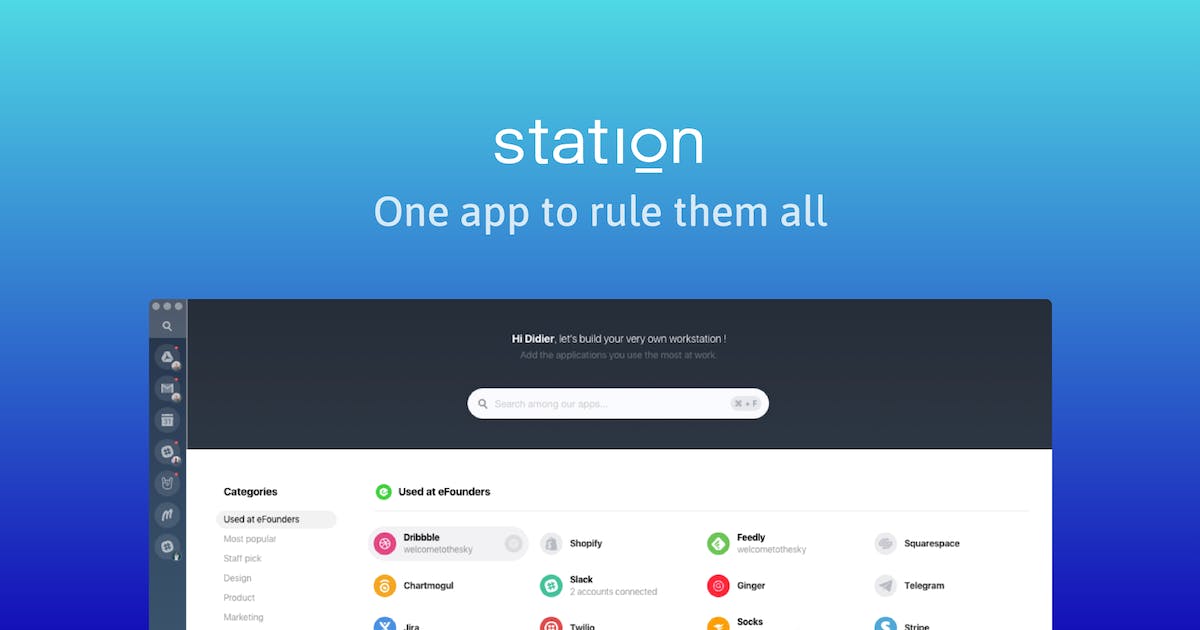 station
One app to rule them all
Hi Didier, let's build your very own workstation !
Add the applications you use the most at work.
Search among our apps...
⌘ + F
31
Categories
Used at eFounders
Most popular
Staff pick
Design
Product
Marketing
Used at eFounders
Dribbble
welcometothesky
Shopify
Feedly
welcometothesky
Squarespace
Chartmogul
Slack
2 accounts connected
Ginger
Telegram
Jira
Twilio
Socks
Stripe